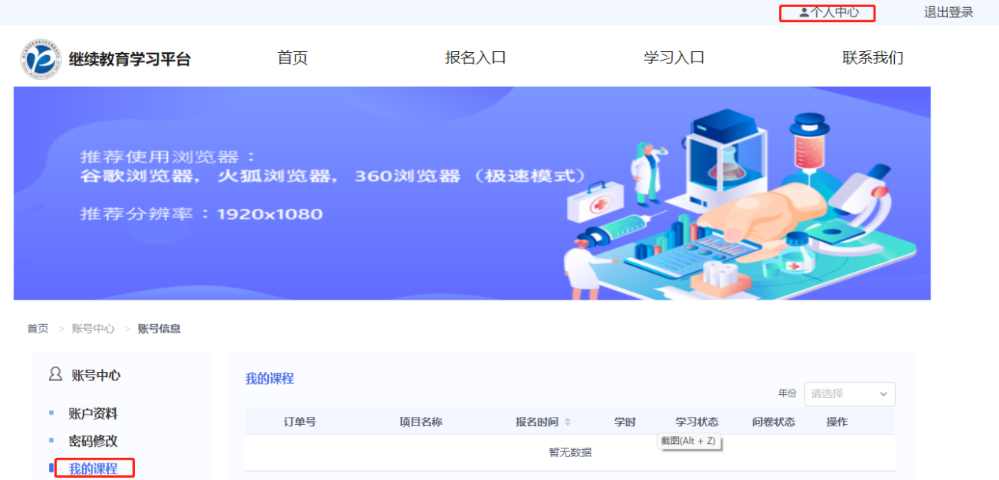 个人中心 退出登录
继续教育学习平台 首页 报名入口 学习入口 联系我们
推荐使用浏览器：
谷歌浏览器，火狐浏览器，360浏览器（极速模式）
推荐分辨率：1920x1080
首页 > 账号中心 > 账号信息
账号中心
账户资料
密码修改
我的课程
我的课程
年份 请选择
订单号 项目名称 报名时间 学时 学习状态 问卷状态 操作
截图(Alt + Z)
暂无数据